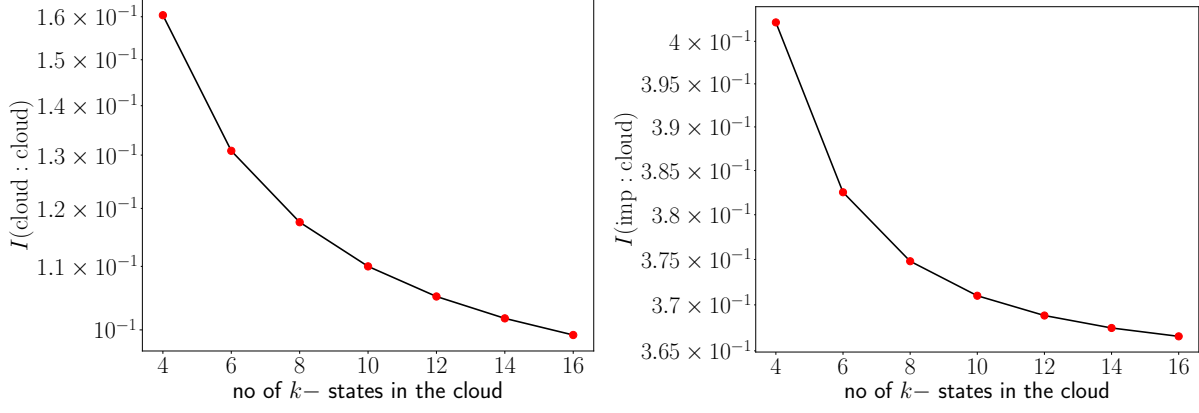 1.6 × 10⁻¹
1.5 × 10⁻¹
1.4 × 10⁻¹
1.3 × 10⁻¹
1.2 × 10⁻¹
1.1 × 10⁻¹
10⁻¹
I(cloud : cloud)
4 6 8 10 12 14 16
no of k− states in the cloud
4 × 10⁻¹
3.95 × 10⁻¹
3.9 × 10⁻¹
3.85 × 10⁻¹
3.8 × 10⁻¹
3.75 × 10⁻¹
3.7 × 10⁻¹
3.65 × 10⁻¹
I(imp : cloud)
4 6 8 10 12 14 16
no of k− states in the cloud